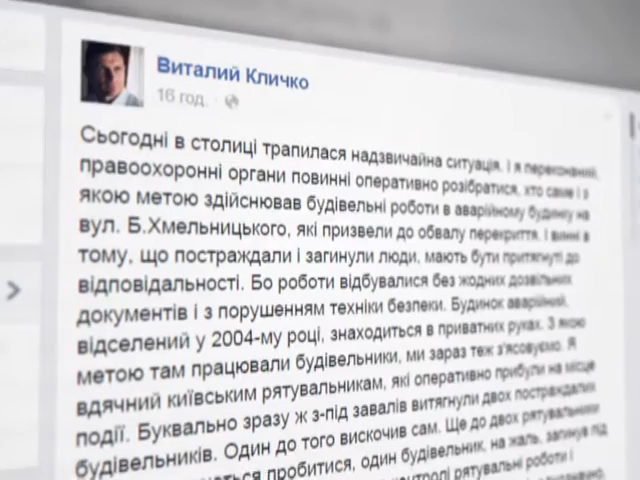 Виталий Кличко
16 год.
Сьогодні в столиці трапилася надзвичайна ситуація. І я переконаний,
правоохоронні органи повинні оперативно розібратися, хто саме і з
якою метою здійснював будівельні роботи в аварійному будинку на
вул. Б.Хмельницького, які призвели до обвалу перекриття. І винні в
тому, що постраждали і загинули люди, мають бути притягнуті до
відповідальності. Бо роботи відбувалися без жодних дозвільних
документів і з порушенням техніки безпеки. Будинок аварійний,
відселений у 2004-му році, знаходиться в приватних руках. З якою
метою там працювали будівельники, ми зараз теж з'ясовуємо. Я
вдячний київським рятувальникам, які оперативно прибули на місце
події. Буквально зразу ж з-під завалів витягнули двох постраждалих
будівельників. Один до того вискочив сам. Ще до двох рятувальники
пробитися, один будівельник, на жаль, загинув під
рятувальні роботи і